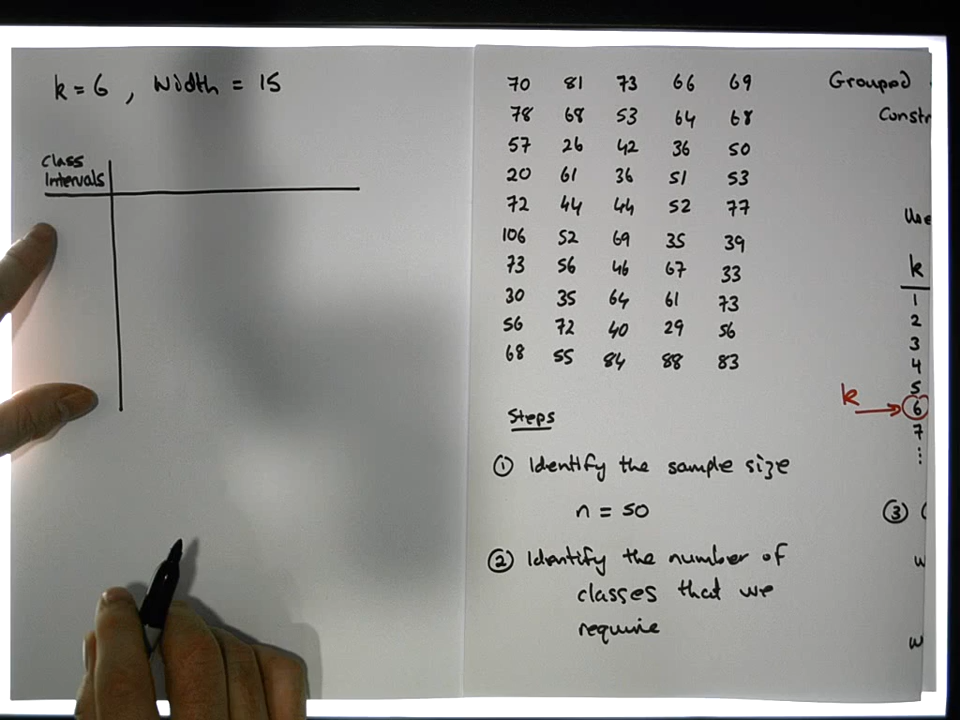 k = 6 , Width = 15
Class
Intervals
70 81 73 66 69
78 68 53 64 68
57 26 42 36 50
20 61 36 51 53
72 44 44 52 77
106 52 69 35 39
73 56 46 67 33
30 35 64 61 73
56 72 40 29 56
68 55 84 88 83
Steps
① Identify the sample size
n = 50
② Identify the number of
classes that we
require
Grouped
Constr
Use
k
1
2
3
4
5
k → 6
7
...
③
w
w